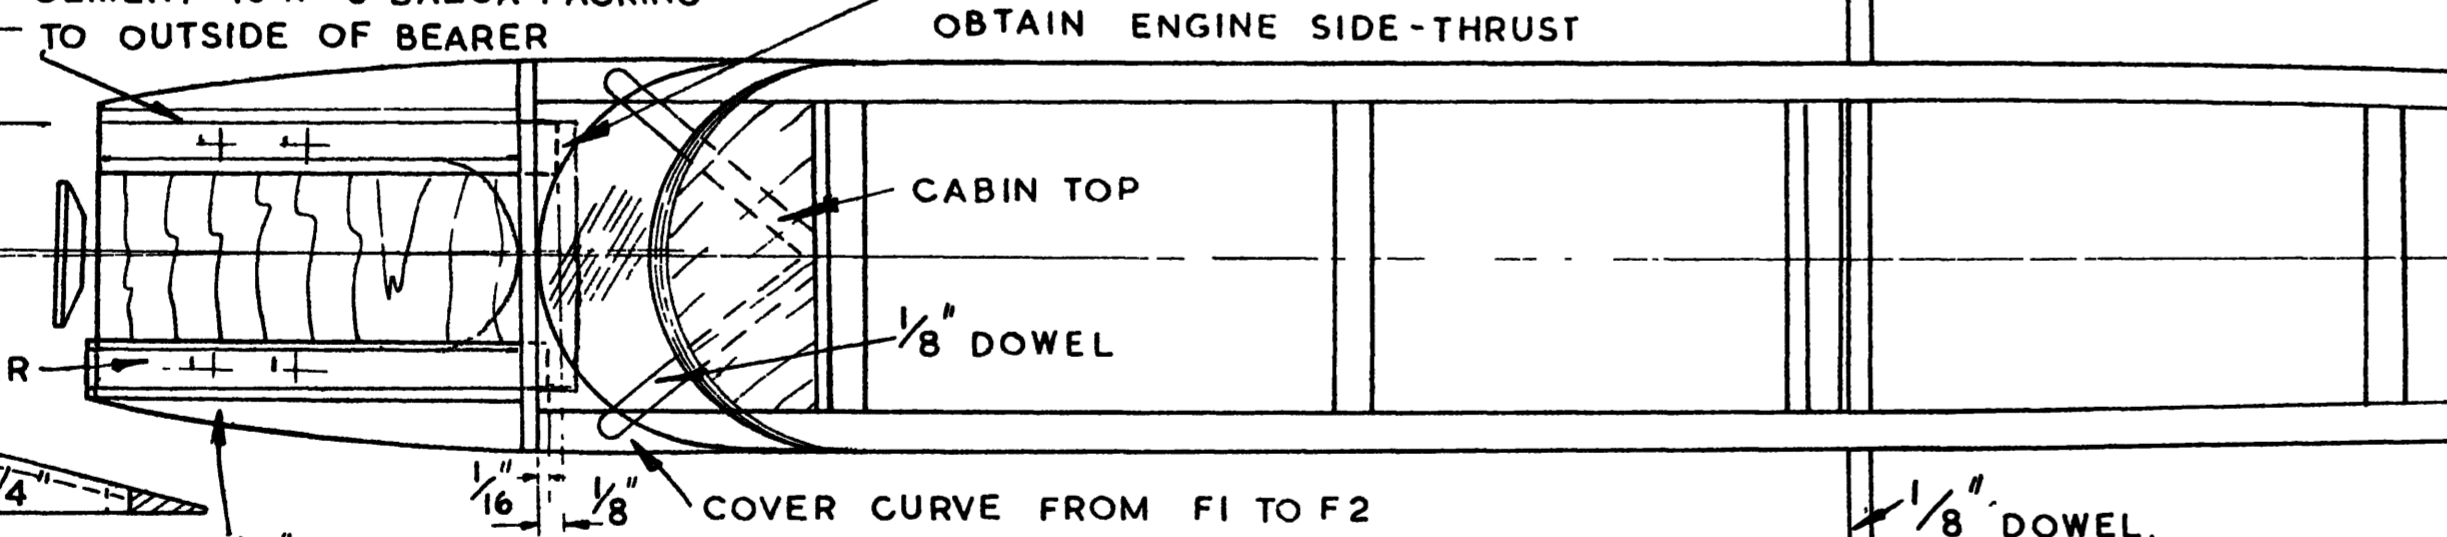 TO OUTSIDE OF BEARER
OBTAIN ENGINE SIDE-THRUST
CABIN TOP
1/8" DOWEL
R
1/16" 1/8"
COVER CURVE FROM F1 TO F2
1/8" DOWEL.
/4"